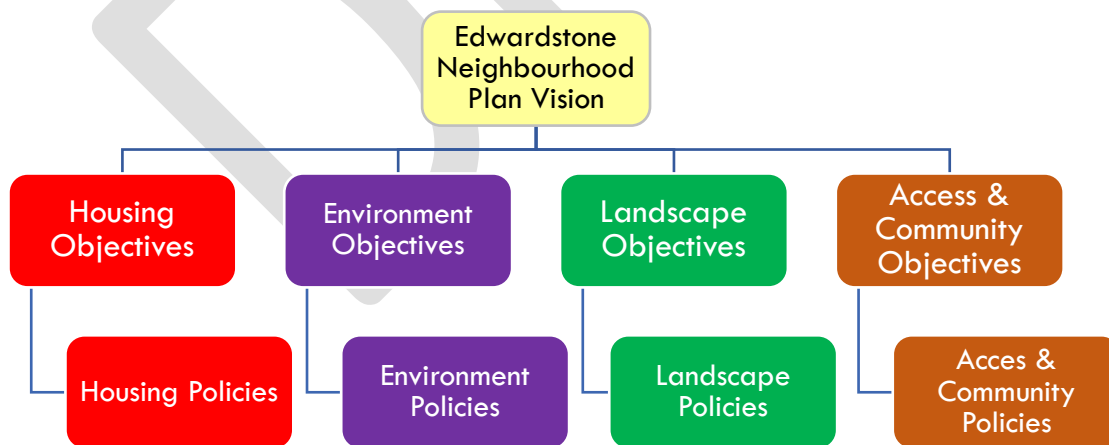 Edwardstone
Neighbourhood
Plan Vision
Housing
Objectives
Environment
Objectives
Landscape
Objectives
Access &
Community
Objectives
Housing Policies
Environment
Policies
Landscape
Policies
Acces &
Community
Policies